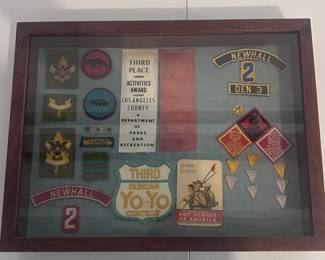 THIRD
PLACE
ACTIVITIES
AWARD
LOS ANGELES
COUNTY
DEPARTMENT
OF
PARKS
AND
RECREATION
NEWHALL
2
DEN 3
NEWHALL
2
THIRD
DUNCAN
YO-YO
CONTEST
BOY SCOUTS
OF AMERICA